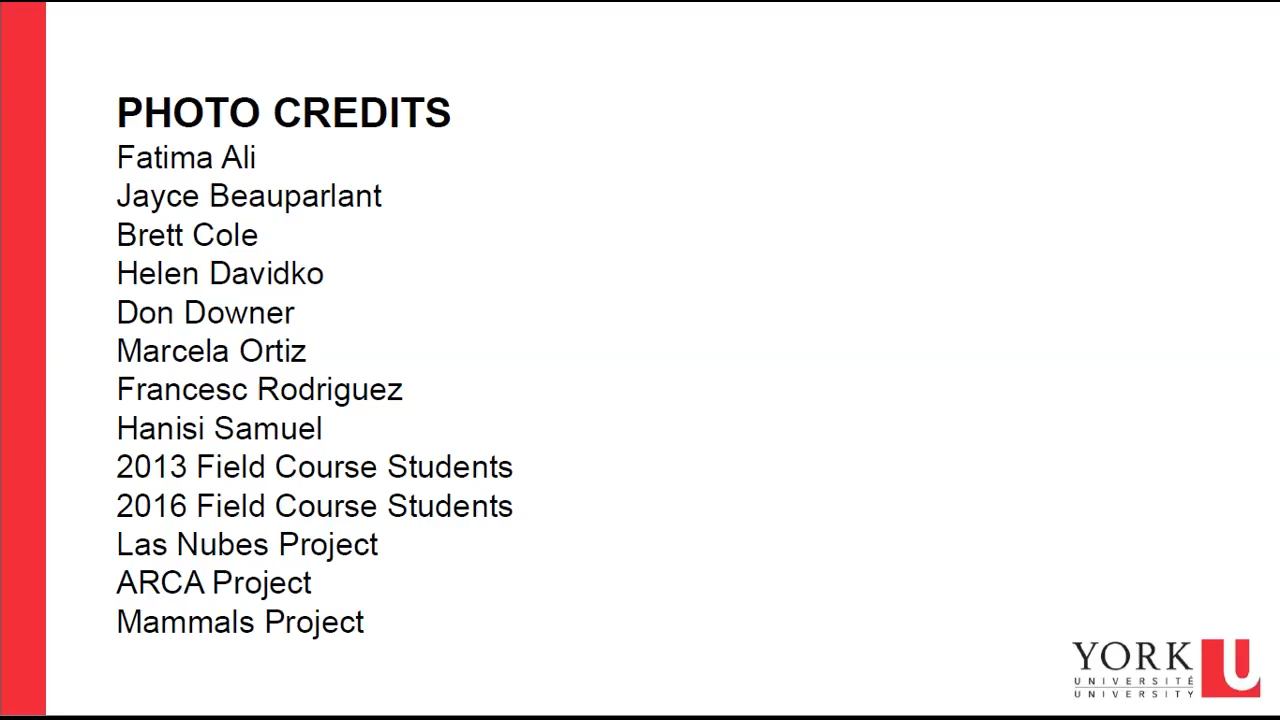 PHOTO CREDITS
Fatima Ali
Jayce Beauparlant
Brett Cole
Helen Davidko
Don Downer
Marcela Ortiz
Francesc Rodriguez
Hanisi Samuel
2013 Field Course Students
2016 Field Course Students
Las Nubes Project
ARCA Project
Mammals Project
YORK U
UNIVERSITÉ
UNIVERSITY